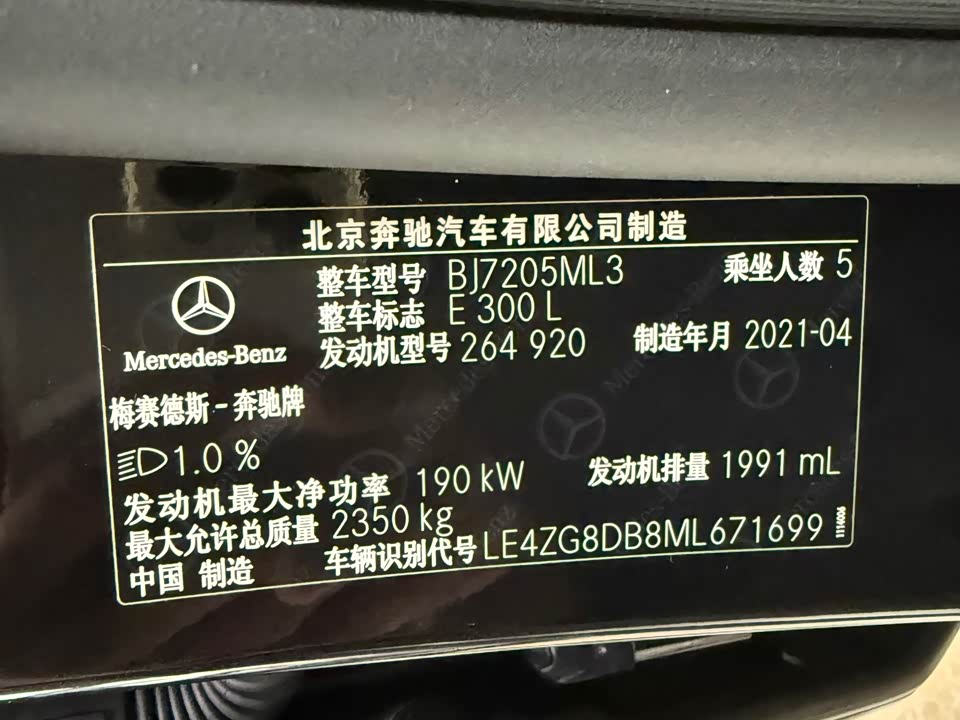 北京奔驰汽车有限公司制造
整车型号 BJ7205ML3 乘坐人数 5
整车标志 E 300 L
发动机型号 264 920 制造年月 2021-04
Mercedes-Benz
梅赛德斯-奔驰牌
1.0 %
发动机最大净功率 190 kW 发动机排量 1991 mL
最大允许总质量 2350 kg
中国 制造 车辆识别代号 LE4ZG8DB8ML671699